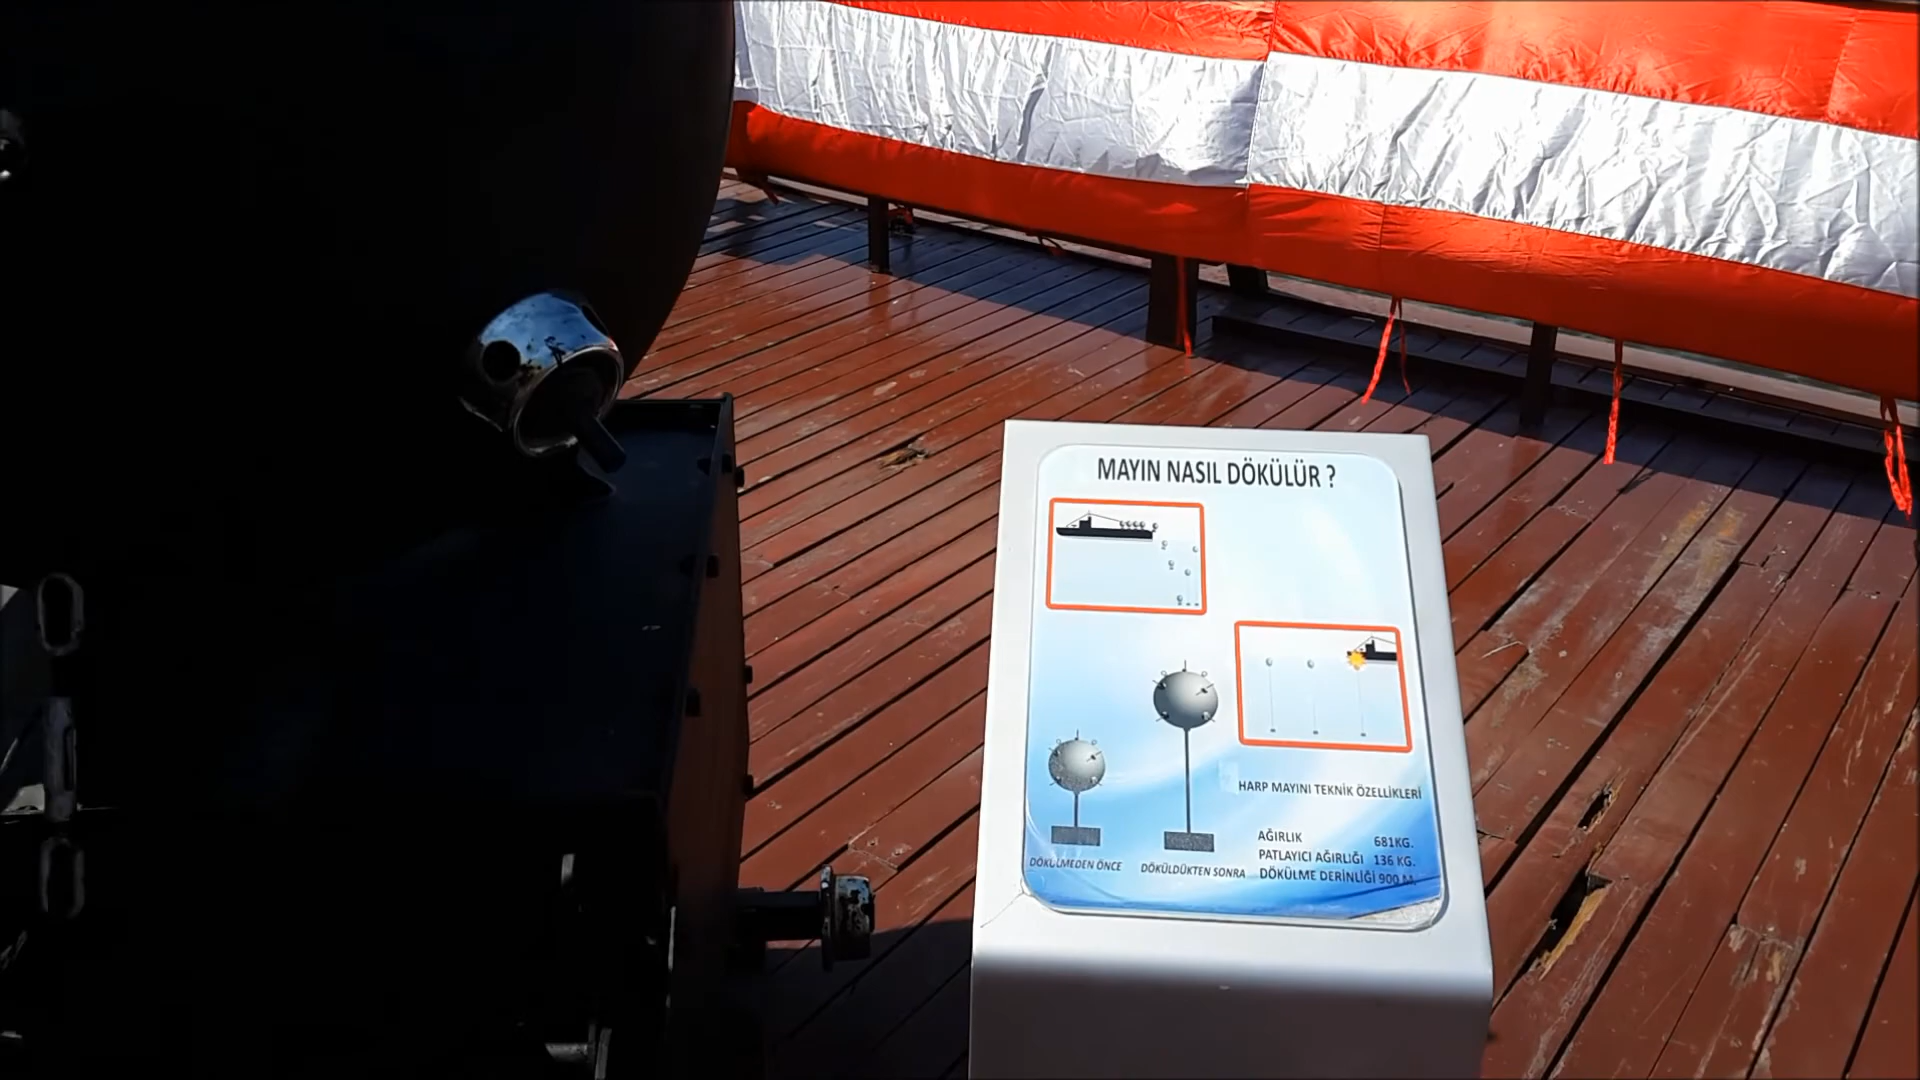 MAYIN NASIL DÖKÜLÜR ?
HARP MAYINI TEKNİK ÖZELLİKLERİ
AĞIRLIK 681KG.
PATLAYICI AĞIRLIĞI 136 KG.
DÖKÜLME DERİNLİĞİ 900 M.
DÖKÜLMEDEN ÖNCE
DÖKÜLDÜKTEN SONRA